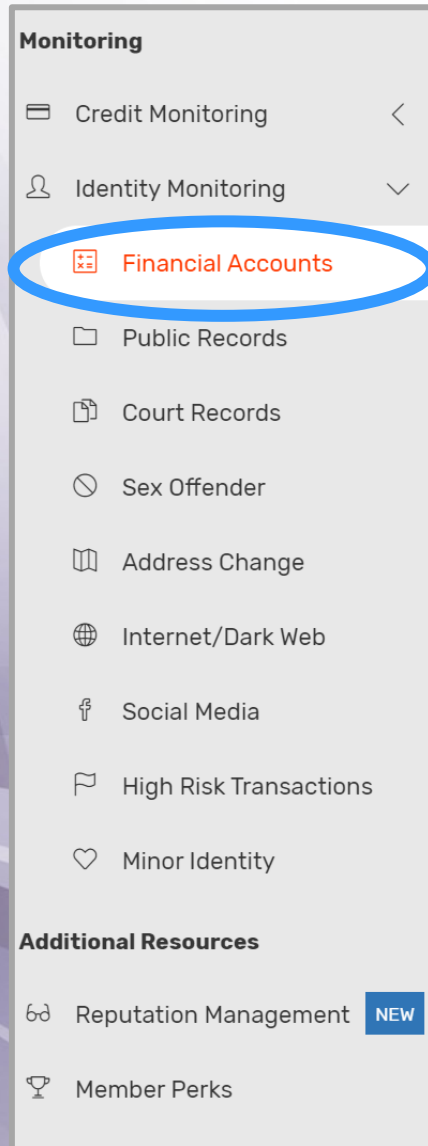 Monitoring
Credit Monitoring
Identity Monitoring
Financial Accounts
Public Records
Court Records
Sex Offender
Address Change
Internet/Dark Web
Social Media
High Risk Transactions
Minor Identity
Additional Resources
Reputation Management NEW
Member Perks